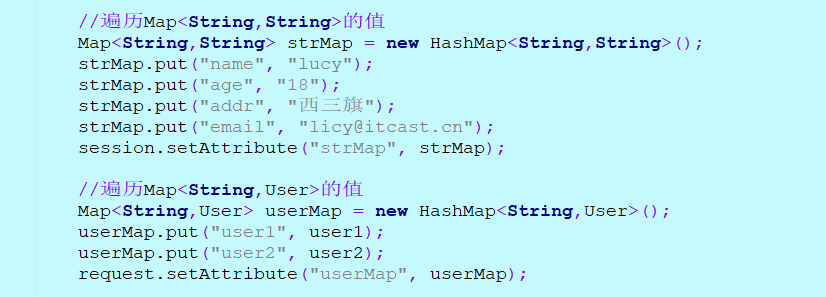 //遍历Map<String,String>的值
Map<String,String> strMap = new HashMap<String,String>();
strMap.put("name", "lucy");
strMap.put("age", "18");
strMap.put("addr", "西三旗");
strMap.put("email", "licy@itcast.cn");
session.setAttribute("strMap", strMap);
//遍历Map<String,User>的值
Map<String,User> userMap = new HashMap<String,User>();
userMap.put("user1", user1);
userMap.put("user2", user2);
request.setAttribute("userMap", userMap);